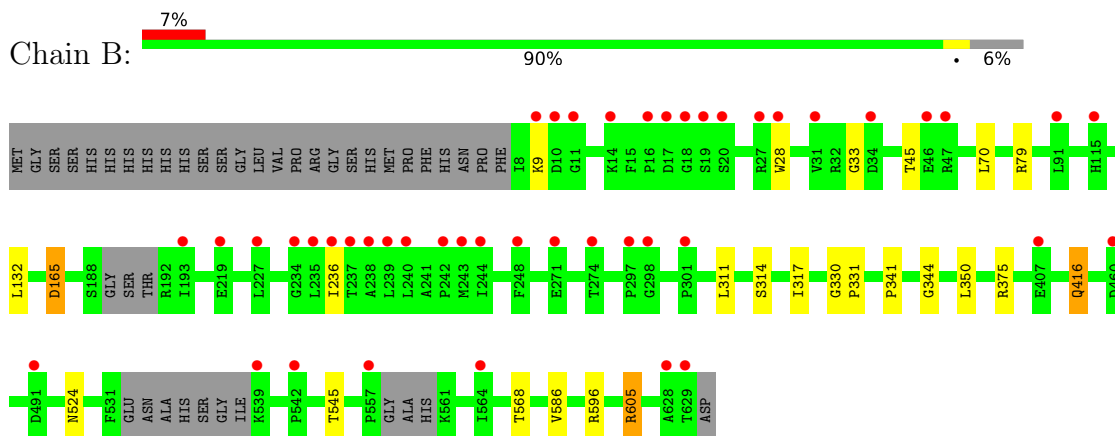 7%
Chain B:
90%
6%
MET GLY SER SER HIS HIS HIS HIS HIS HIS SER SER GLY LEU VAL PRO ARG GLY SER HIS MET PRO PHE HIS ASN PRO PHE I8 K9 D10 G11 K14 F15 P16 D17 G18 S19 S20 R27 W28 V31 R32 G33 D34 T45 E46 R47 L70 R79 L91 H115
L132 D165 S188 GLY SER THR R192 I193 E219 L227 G234 L235 I236 T237 A238 L239 L240 A241 P242 M243 I244 F248 E271 T274 P297 G298 P301 L311 S314 I317 G330 P331 P341 G344 L350 R375 E407 Q416
D491 N524 F531 GLU ASN ALA HIS SER GLY ILE K539 P542 T545 P557 GLY ALA HIS K561 I564 T568 V586 R596 R605 A628 T629 ASP